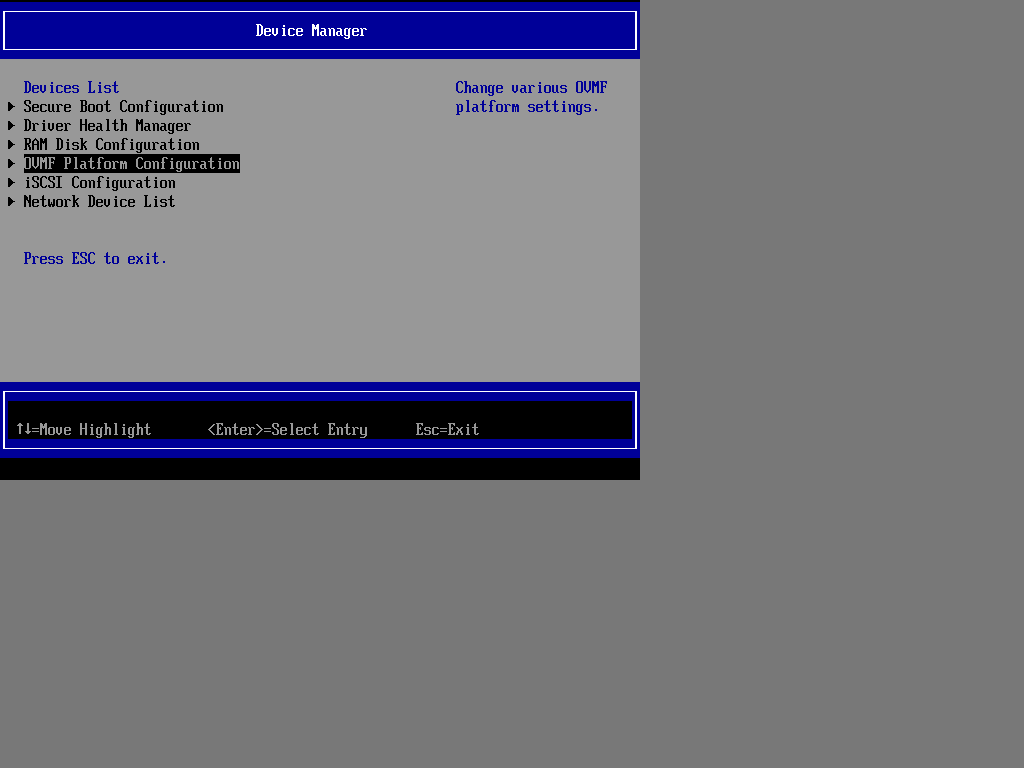 Device Manager
Devices List
Change various OVMF
Secure Boot Configuration
platform settings.
Driver Health Manager
RAM Disk Configuration
OVMF Platform Configuration
iSCSI Configuration
Network Device List
Press ESC to exit.
↑↓=Move Highlight <Enter>=Select Entry Esc=Exit